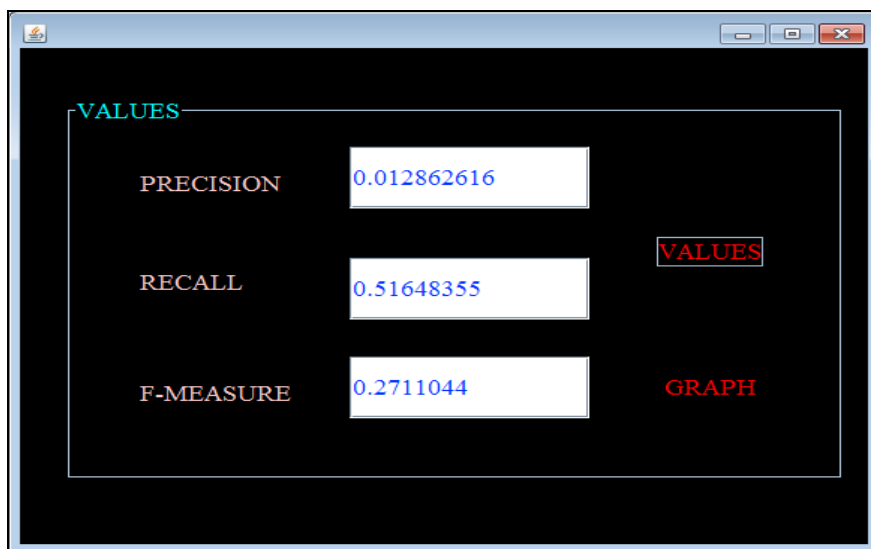 VALUES
PRECISION 0.012862616
VALUES
RECALL 0.51648355
F-MEASURE 0.2711044
GRAPH